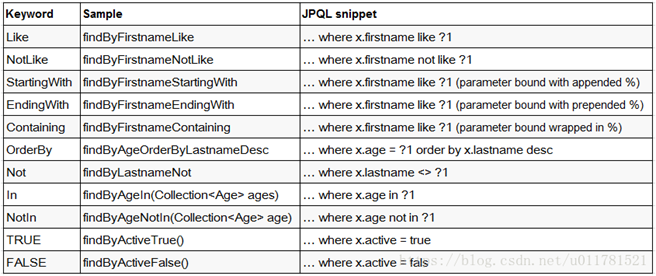 Keyword Sample JPQL snippet
Like findByFirstnameLike … where x.firstname like ?1
NotLike findByFirstnameNotLike … where x.firstname not like ?1
StartingWith findByFirstnameStartingWith … where x.firstname like ?1 (parameter bound with appended %)
EndingWith findByFirstnameEndingWith … where x.firstname like ?1 (parameter bound with prepended %)
Containing findByFirstnameContaining … where x.firstname like ?1 (parameter bound wrapped in %)
OrderBy findByAgeOrderByLastnameDesc … where x.age = ?1 order by x.lastname desc
Not findByLastnameNot … where x.lastname <> ?1
In findByAgeIn(Collection<Age> ages) … where x.age in ?1
NotIn findByAgeNotIn(Collection<Age> age) … where x.age not in ?1
TRUE findByActiveTrue() … where x.active = true
FALSE findByActiveFalse() … where x.active = fals
https://blog.csdn.net/u011781521